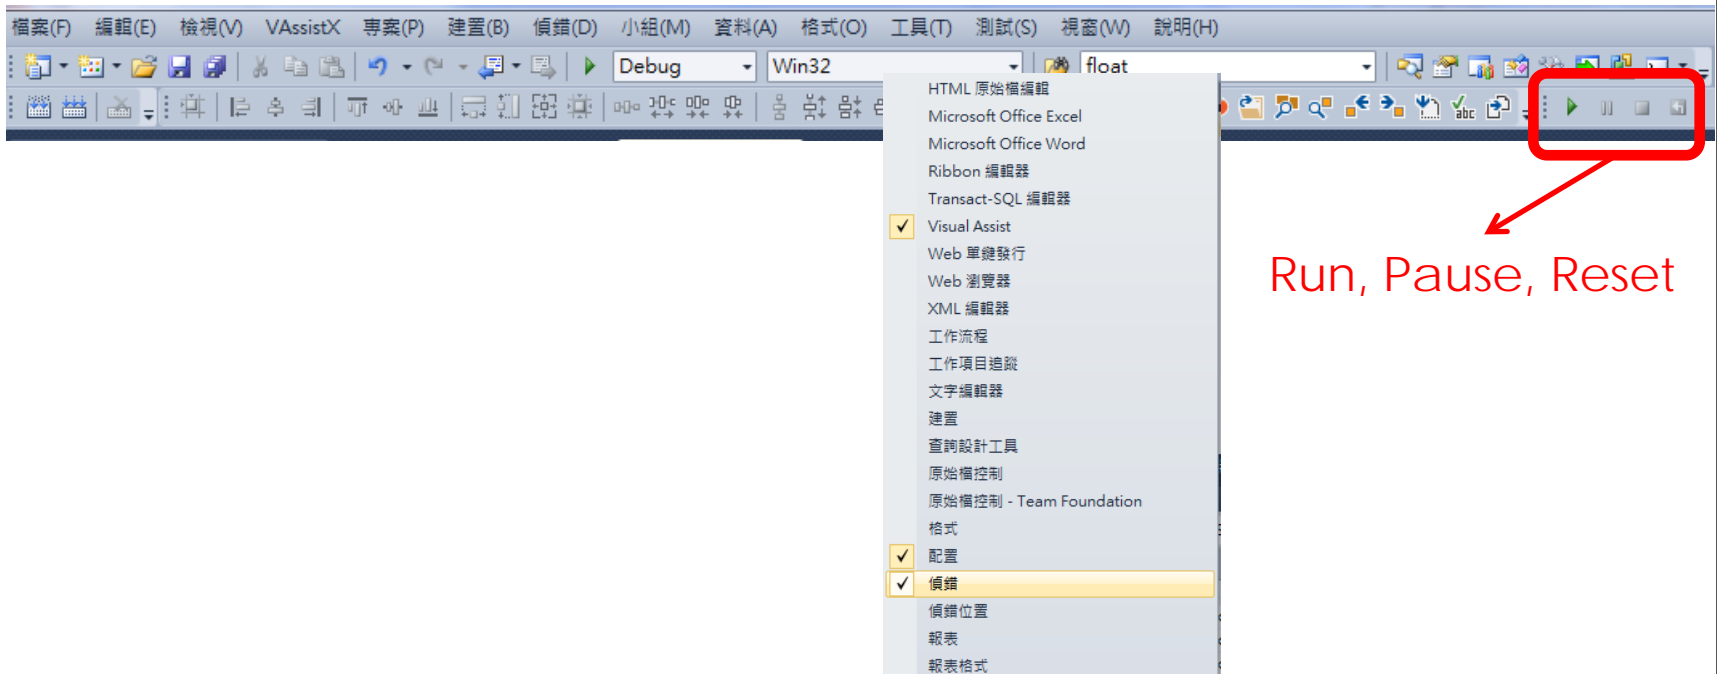 檔案(F) 編輯(E) 檢視(V) VAssistX 專案(P) 建置(B) 偵錯(D) 小組(M) 資料(A) 格式(O) 工具(T) 測試(S) 視窗(W) 說明(H)
Debug Win32 float
HTML 原始檔編輯
Microsoft Office Excel
Microsoft Office Word
Ribbon 編輯器
Transact-SQL 編輯器
Visual Assist
Web 單鍵發行
Web 瀏覽器
XML 編輯器
工作流程
工作項目追蹤
文字編輯器
建置
查詢設計工具
原始檔控制
原始檔控制 - Team Foundation
格式
配置
偵錯
偵錯位置
報表
報表格式
Run, Pause, Reset